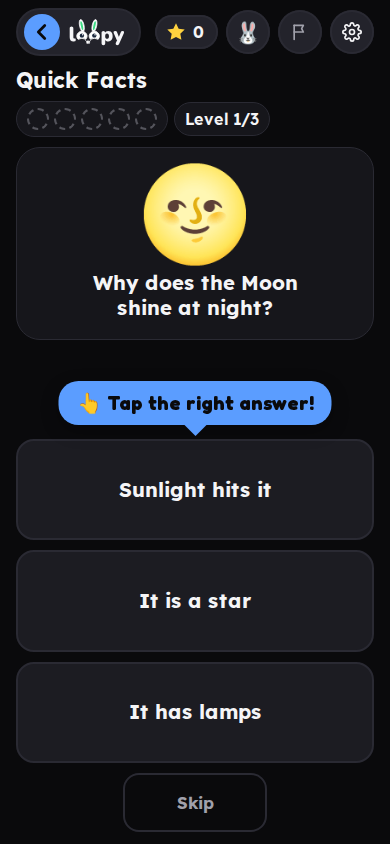 loopy
0
Quick Facts
Level 1/3
Why does the Moon
shine at night?
👆 Tap the right answer!
Sunlight hits it
It is a star
It has lamps
Skip